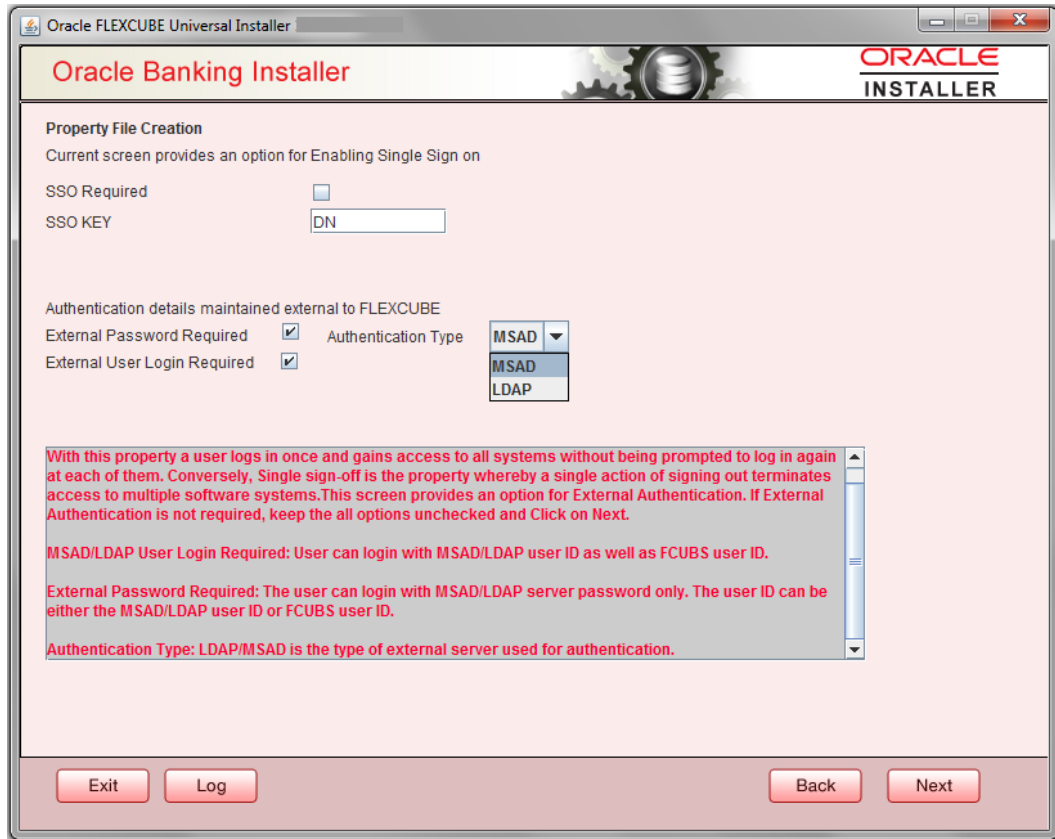 Oracle FLEXCUBE Universal Installer
Oracle Banking Installer
ORACLE
INSTALLER
Property File Creation
Current screen provides an option for Enabling Single Sign on
SSO Required
SSO KEY DN
Authentication details maintained external to FLEXCUBE
External Password Required Authentication Type MSAD
External User Login Required
MSAD
LDAP
With this property a user logs in once and gains access to all systems without being prompted to log in again
at each of them. Conversely, Single sign-off is the property whereby a single action of signing out terminates
access to multiple software systems.This screen provides an option for External Authentication. If External
Authentication is not required, keep the all options unchecked and Click on Next.
MSAD/LDAP User Login Required: User can login with MSAD/LDAP user ID as well as FCUBS user ID.
External Password Required: The user can login with MSAD/LDAP server password only. The user ID can be
either the MSAD/LDAP user ID or FCUBS user ID.
Authentication Type: LDAP/MSAD is the type of external server used for authentication.
Exit Log Back Next